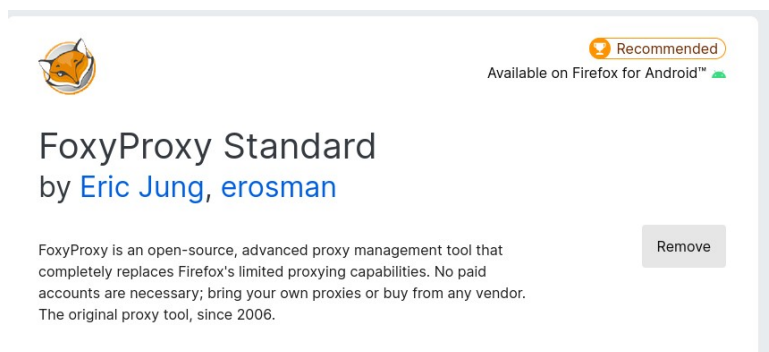 Recommended
Available on Firefox for Android™
FoxyProxy Standard
by Eric Jung, erosman
FoxyProxy is an open-source, advanced proxy management tool that
completely replaces Firefox's limited proxying capabilities. No paid
accounts are necessary; bring your own proxies or buy from any vendor.
The original proxy tool, since 2006.
Remove